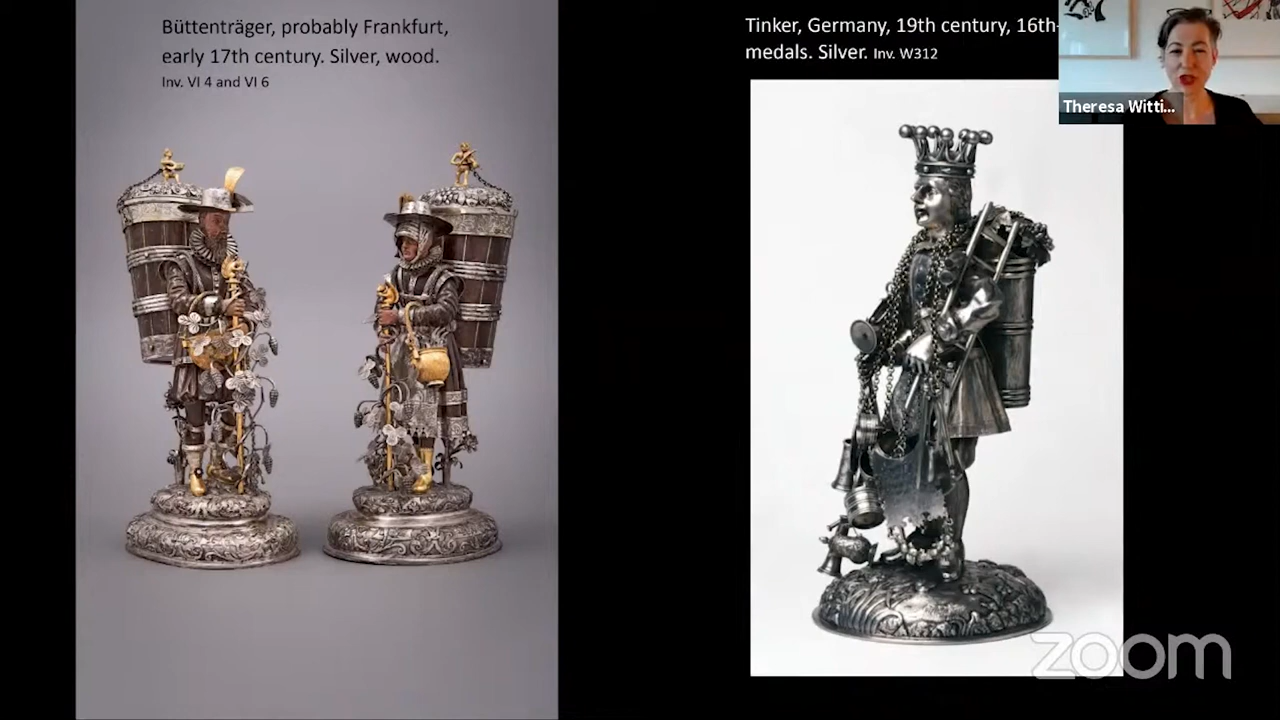 Büttenträger, probably Frankfurt,
early 17th century. Silver, wood.
Inv. VI 4 and VI 6
Tinker, Germany, 19th century, 16th-
medals. Silver. Inv. W312
Theresa Witti...
zoom